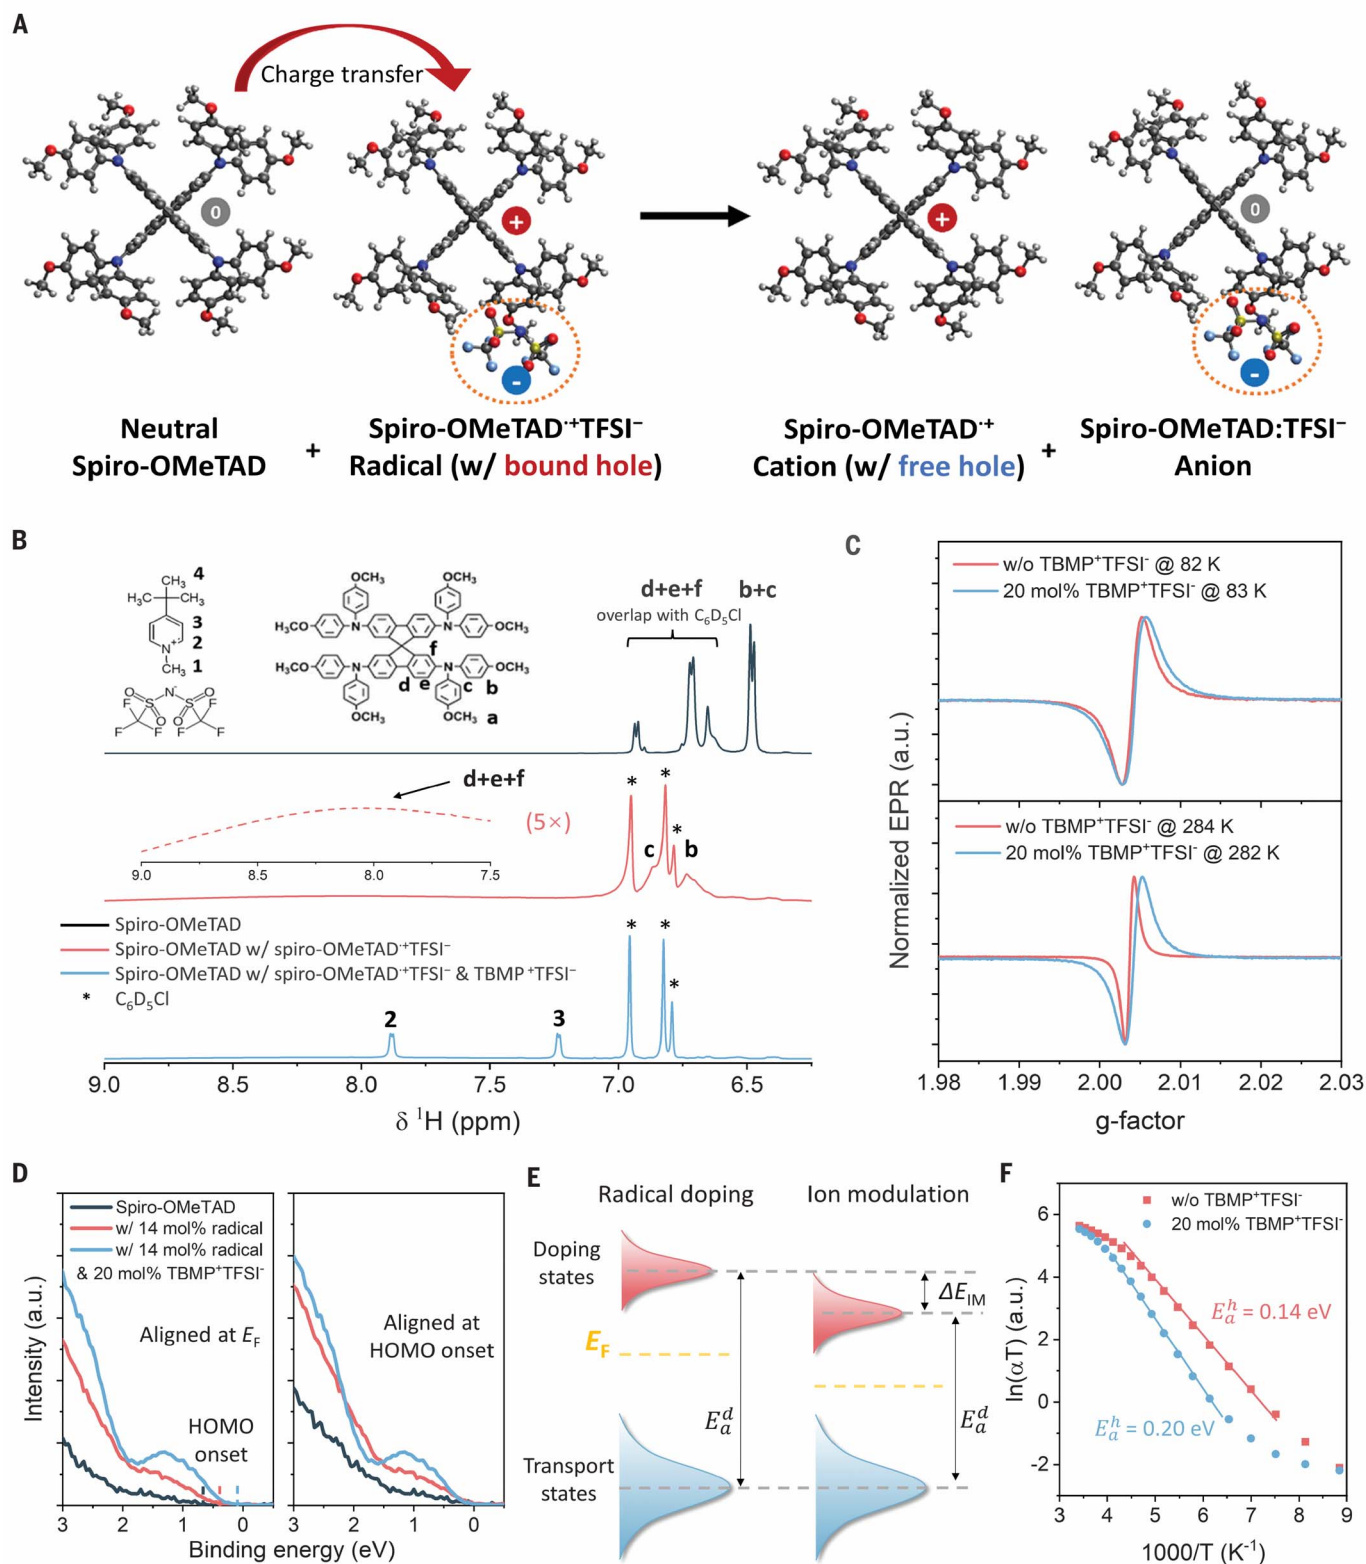 A
Charge transfer
0
+
-
+
0
-
Neutral
Spiro-OMeTAD
+
Spiro-OMeTAD·+TFSI−
Radical (w/ bound hole)
Spiro-OMeTAD·+
Cation (w/ free hole)
+
Spiro-OMeTAD:TFSI−
Anion
B
4
CH3
H3C
CH3
3
2
N+
CH3
1
O
N-
O
S
S
F
O
O
F
F
F
F
F
OCH3
OCH3
H3CO
N
N
OCH3
f
H3CO
N
N
OCH3
d
e
c
b
OCH3
OCH3
a
d+e+f
overlap with C6D5Cl
b+c
d+e+f
(5×)
9.0
8.5
8.0
7.5
*
*
*
c
b
Spiro-OMeTAD
Spiro-OMeTAD w/ spiro-OMeTAD·+TFSI−
Spiro-OMeTAD w/ spiro-OMeTAD·+TFSI− & TBMP+TFSI−
* C6D5Cl
2
3
*
*
*
9.0
8.5
8.0
7.5
7.0
6.5
δ 1H (ppm)
C
w/o TBMP+TFSI- @ 82 K
20 mol% TBMP+TFSI- @ 83 K
w/o TBMP+TFSI- @ 284 K
20 mol% TBMP+TFSI- @ 282 K
Normalized EPR (a.u.)
1.98
1.99
2.00
2.01
2.02
2.03
g-factor
D
Spiro-OMeTAD
w/ 14 mol% radical
w/ 14 mol% radical
& 20 mol% TBMP+TFSI-
Aligned at EF
HOMO
onset
Aligned at
HOMO onset
Intensity (a.u.)
3
2
1
0
3
2
1
0
Binding energy (eV)
E
Radical doping
Ion modulation
Doping
states
ΔEIM
EF
Ead
Ead
Transport
states
F
w/o TBMP+TFSI-
20 mol% TBMP+TFSI-
Eah = 0.14 eV
Eah = 0.20 eV
ln(αT) (a.u.)
6
4
2
0
-2
3
4
5
6
7
8
9
1000/T (K-1)